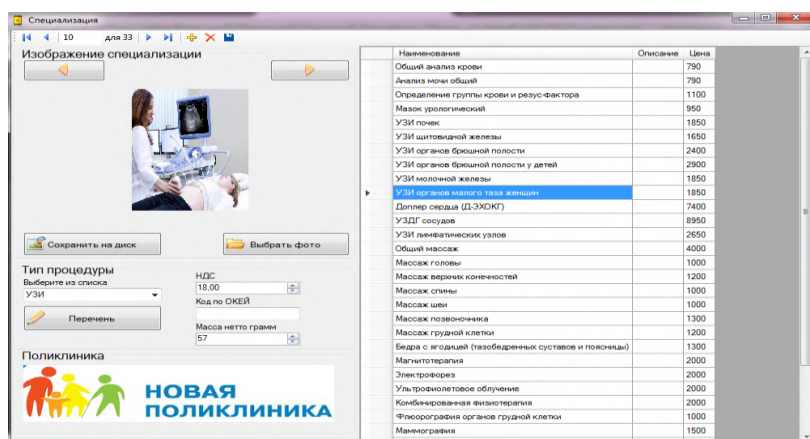 Специализация
10 для 33
Изображение специализации
Сохранить на диск
Выбрать фото
Тип процедуры
Выберите из списка
УЗИ
Перечень
НДС
18,00
Код по ОКЕЙ
Масса нетто грамм
57
Поликлиника
НОВАЯ
ПОЛИКЛИНИКА
Наименование Описание Цена
Общий анализ крови 790
Анализ мочи общий 790
Определение группы крови и резус-фактора 1100
Мазок урологический 950
УЗИ почек 1850
УЗИ щитовидной железы 1650
УЗИ органов брюшной полости 2400
УЗИ органов брюшной полости у детей 2900
УЗИ молочной железы 1850
УЗИ органов малого таза женщин 1850
Доплер сердца (Д-ЭХОКГ) 7400
УЗДГ сосудов 8950
УЗИ лимфатических узлов 2650
Общий массаж 4000
Массаж головы 1000
Массаж верхних конечностей 1200
Массаж спины 1000
Массаж шеи 1000
Массаж позвоночника 1300
Массаж грудной клетки 1200
Бедра с ягодицей (тазобедренных суставов и поясницы) 1300
Магнитотерапия 2000
Электрофорез 2000
Ультрофиолетовое облучение 2000
Комбинированная физиотерапия 2000
Флюорография органов грудной клетки 1000
Маммография 1500